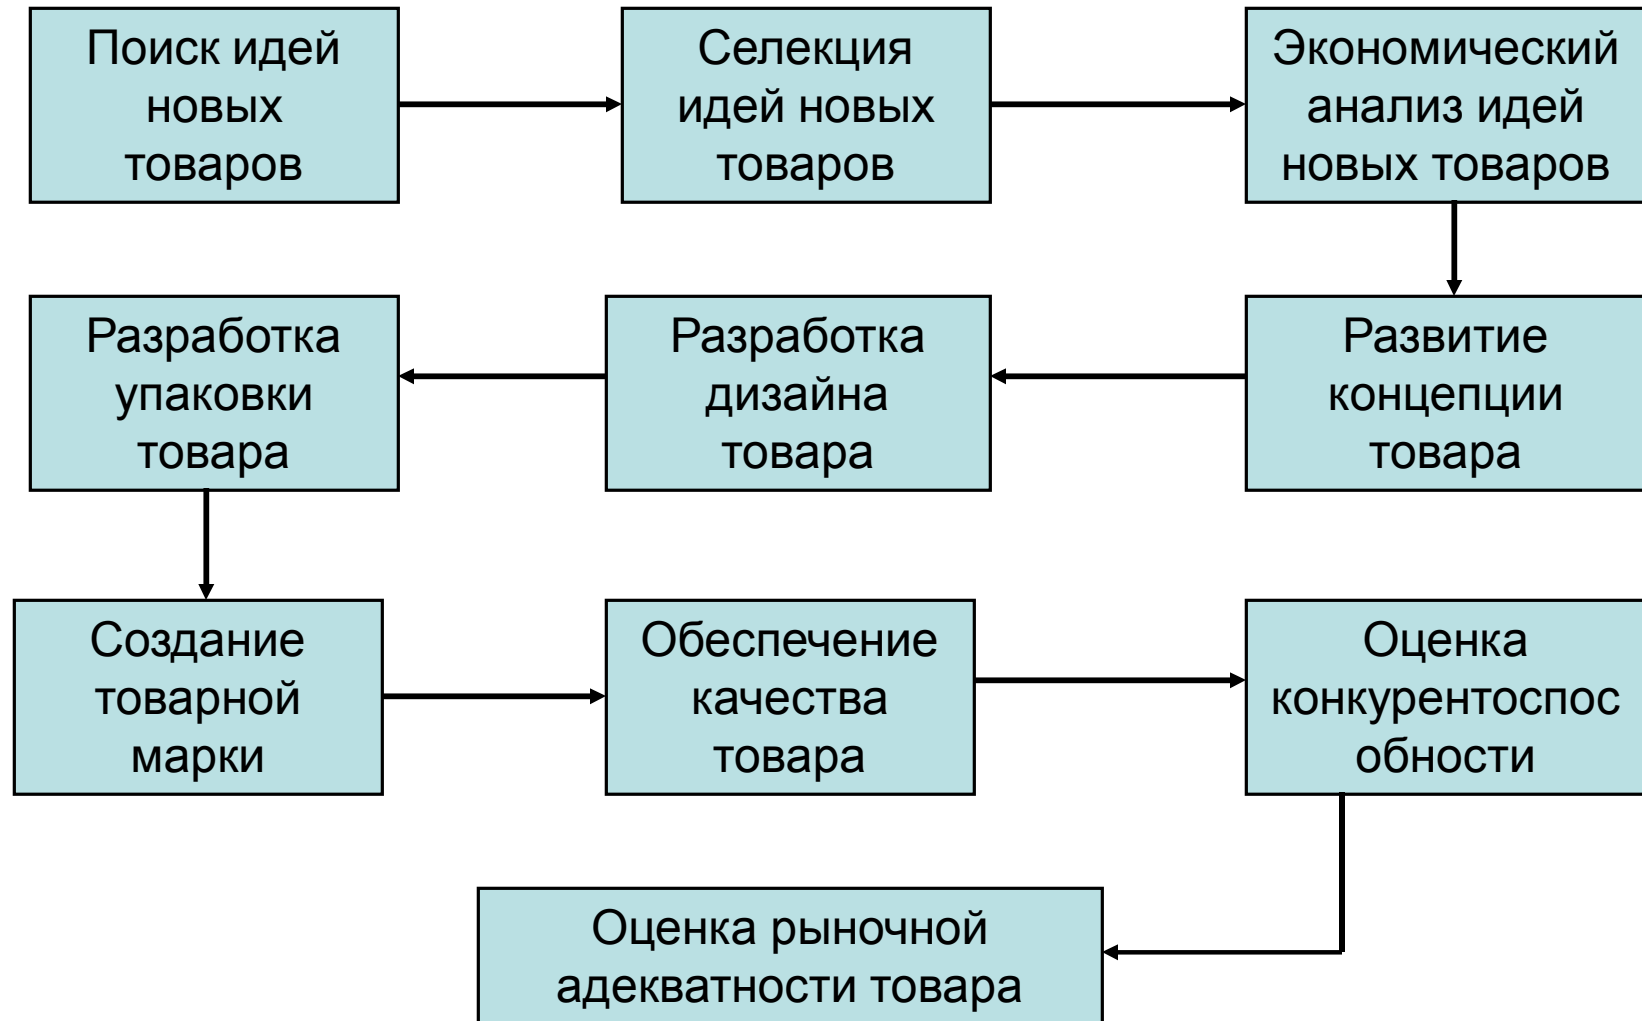 Поиск идей
новых
товаров
Селекция
идей новых
товаров
Экономический
анализ идей
новых товаров
Разработка
упаковки
товара
Разработка
дизайна
товара
Развитие
концепции
товара
Создание
товарной
марки
Обеспечение
качества
товара
Оценка
конкурентоспос
обности
Оценка рыночной
адекватности товара